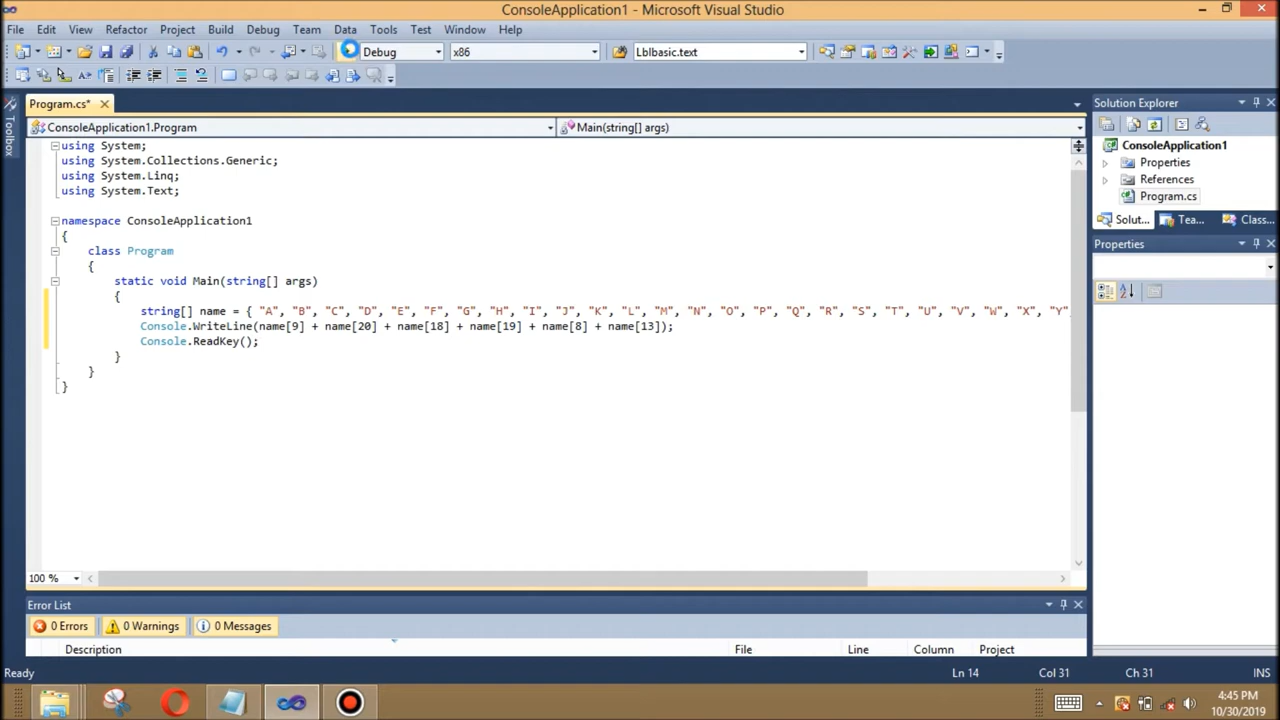 ConsoleApplication1 - Microsoft Visual Studio
File Edit View Refactor Project Build Debug Team Data Tools Test Window Help
Debug x86 Lblbasic.text
Toolbox
Program.cs*
ConsoleApplication1.Program Main(string[] args)
using System;
using System.Collections.Generic;
using System.Linq;
using System.Text;
namespace ConsoleApplication1
{
class Program
{
static void Main(string[] args)
{
string[] name = { "A", "B", "C", "D", "E", "F", "G", "H", "I", "J", "K", "L", "M", "N", "O", "P", "Q", "R", "S", "T", "U", "V", "W", "X", "Y",
Console.WriteLine(name[9] + name[20] + name[18] + name[19] + name[8] + name[13]);
Console.ReadKey();
}
}
}
100 %
Solution Explorer
ConsoleApplication1
Properties
References
Program.cs
Solut... Tea... Class...
Properties
Error List
0 Errors 0 Warnings 0 Messages
Description File Line Column Project
Ready Ln 14 Col 31 Ch 31 INS
4:45 PM
10/30/2019